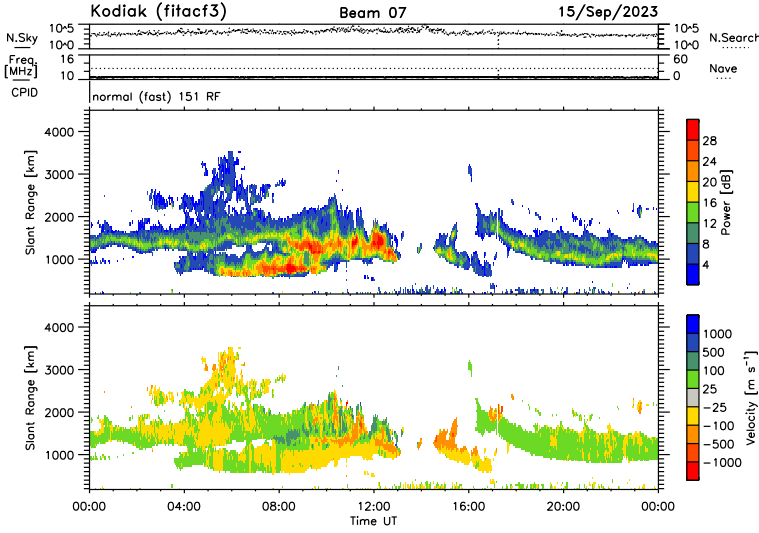 Kodiak (fitacf3) Beam 07 15/Sep/2023
N.Sky 10^5 10^5 N.Search
10^0 10^0
Freq. 16 60 Nave
[MHz] 10 0
CPID normal (fast) 151 RF
4000
3000
2000
1000
Slant Range [km]
28
24
20
16
12
8
4
Power [dB]
4000
3000
2000
1000
Slant Range [km]
1000
500
100
25
-25
-100
-500
-1000
Velocity [m s⁻¹]
00:00 04:00 08:00 12:00 16:00 20:00 00:00
Time UT